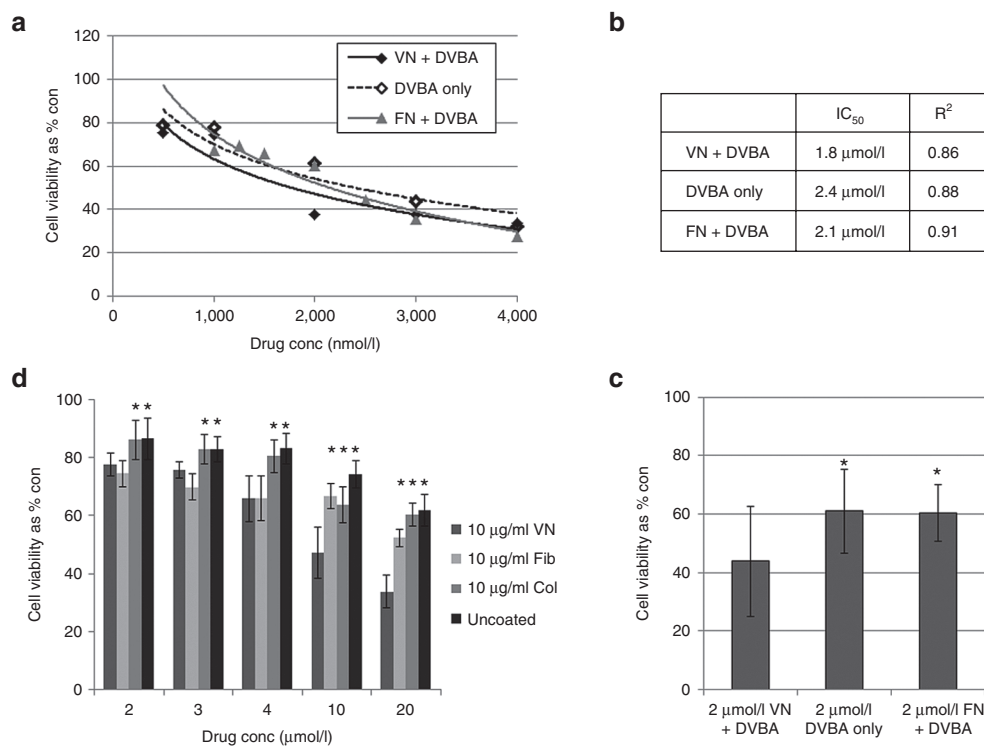 a
120
100
80
60
40
20
0
Cell viability as % con
VN + DVBA
DVBA only
FN + DVBA
0 1,000 2,000 3,000 4,000
Drug conc (nmol/l)
b
IC50 R2
VN + DVBA 1.8 μmol/l 0.86
DVBA only 2.4 μmol/l 0.88
FN + DVBA 2.1 μmol/l 0.91
d
100
80
60
40
20
0
Cell viability as % con
* *
* *
* *
* * *
* * *
10 μg/ml VN
10 μg/ml Fib
10 μg/ml Col
Uncoated
2 3 4 10 20
Drug conc (μmol/l)
c
100
80
60
40
20
0
Cell viability as % con
*
*
2 μmol/l VN
+ DVBA
2 μmol/l
DVBA only
2 μmol/l FN
+ DVBA